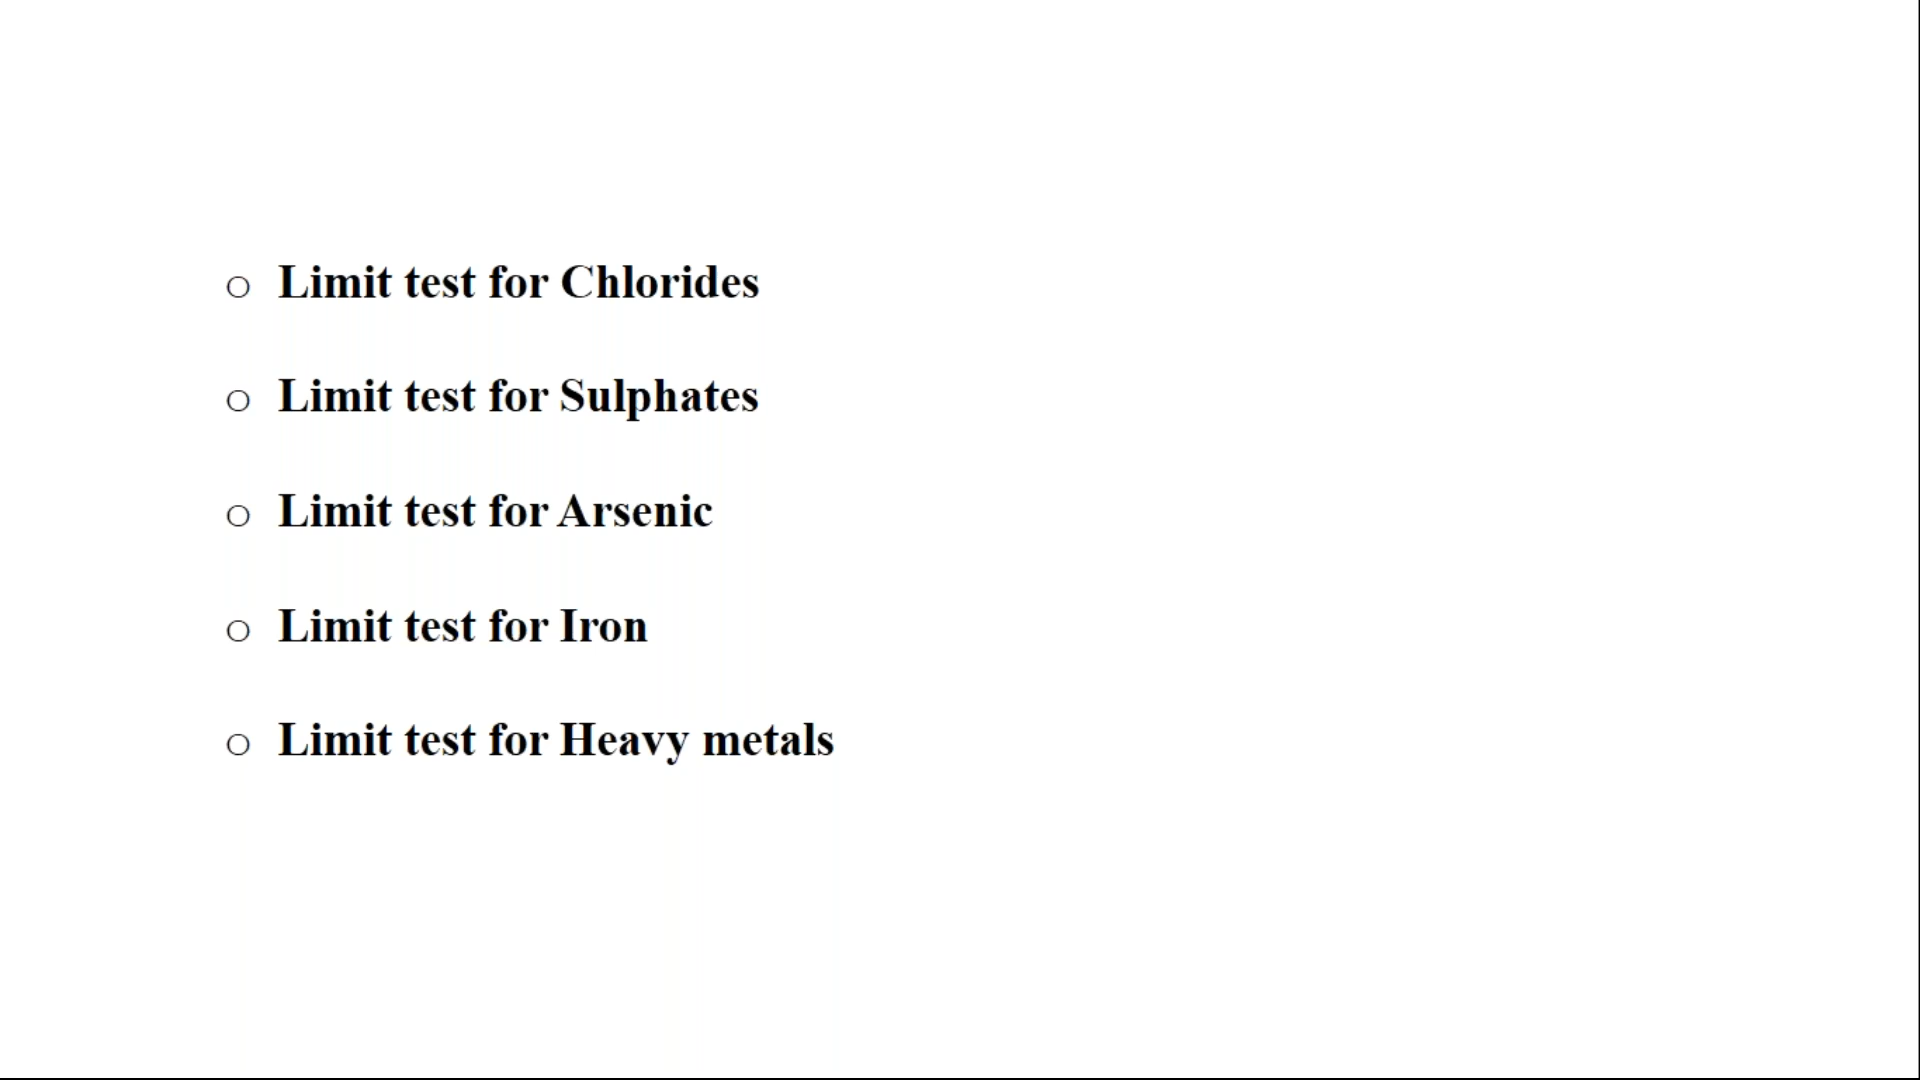 o Limit test for Chlorides
o Limit test for Sulphates
o Limit test for Arsenic
o Limit test for Iron
o Limit test for Heavy metals